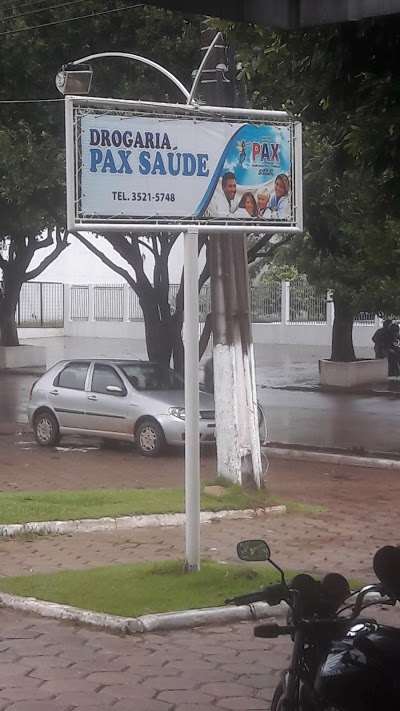 DROGARIA
PAX SAÚDE
TEL. 3521-5748
PAX